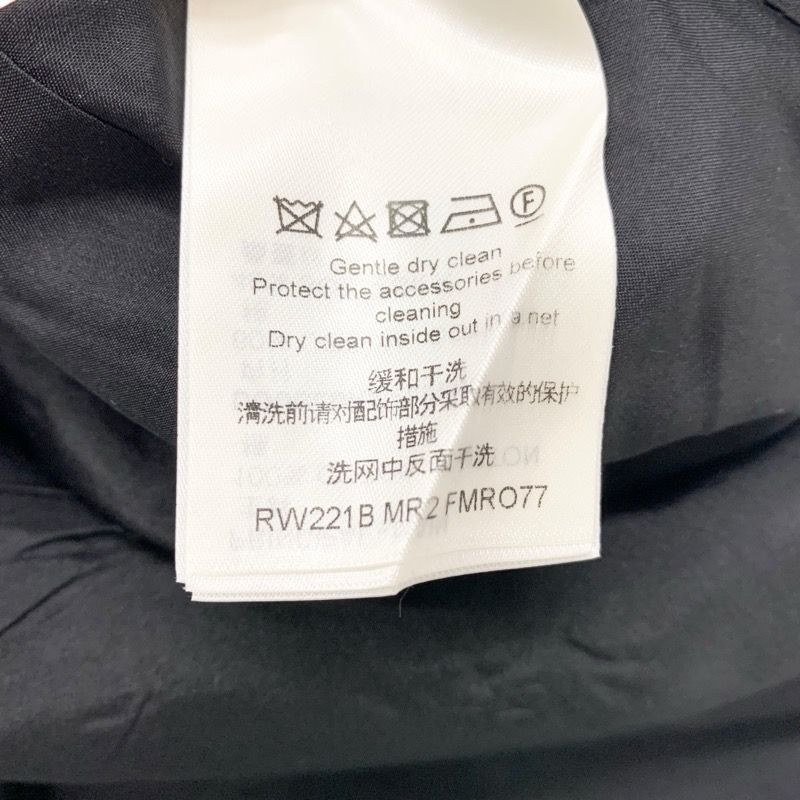 F
Gentle dry clean
Protect the accessories before
cleaning
Dry clean inside out in a net
缓和干洗
清洗前请对配饰部分采取有效的保护
措施
洗网中反面干洗
RW221B MR2 FMRO77